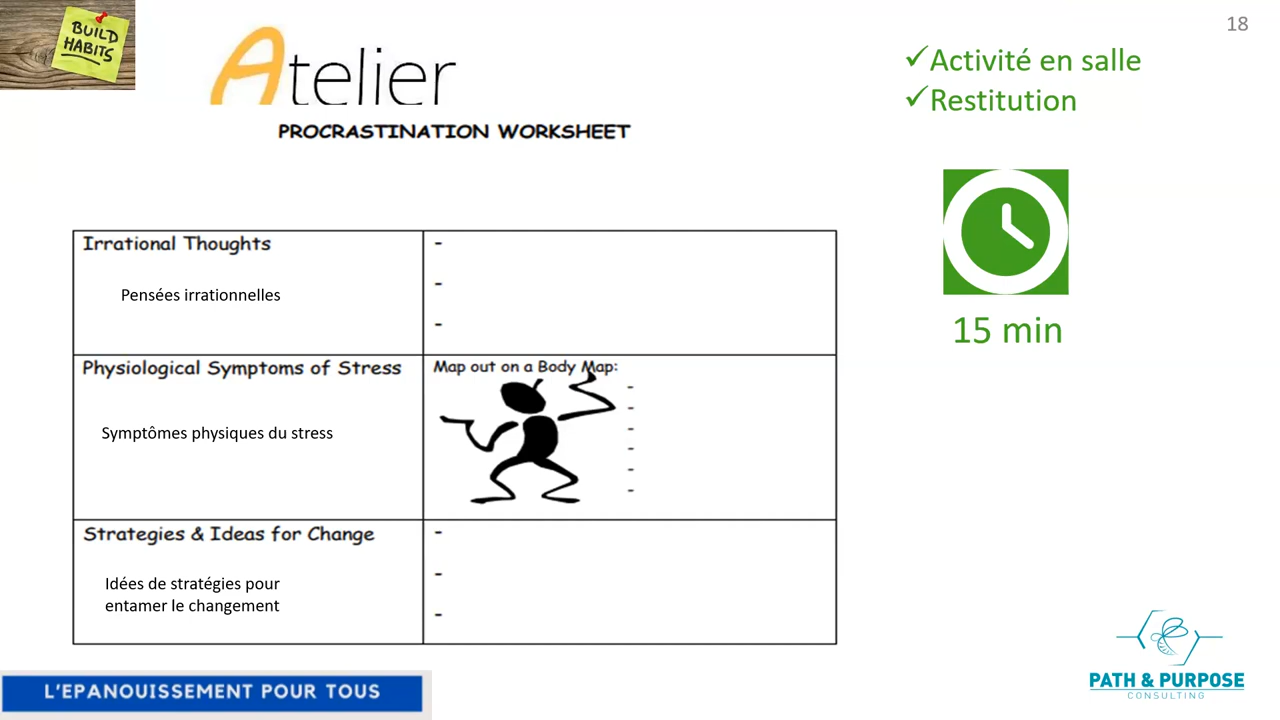 BUILD
HABITS
18
Atelier
✓Activité en salle
✓Restitution
PROCRASTINATION WORKSHEET
15 min
Irrational Thoughts
Pensées irrationnelles
-
-
-
Physiological Symptoms of Stress
Symptômes physiques du stress
Map out on a Body Map:
-
-
-
-
-
-
Strategies & Ideas for Change
Idées de stratégies pour
entamer le changement
-
-
-
L'EPANOUISSEMENT POUR TOUS
PATH & PURPOSE
CONSULTING